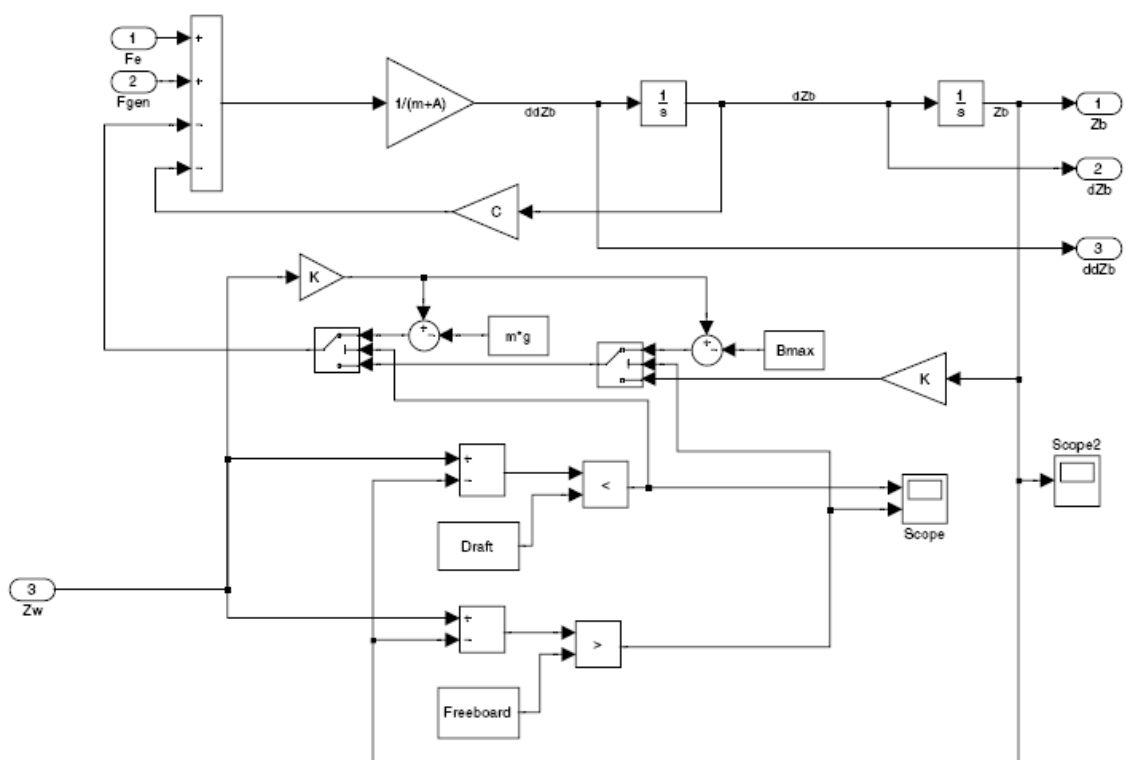 1
Fe
+
2
Fgen
+
-
-
1/(m+A)
ddZb
1
s
dZb
1
s
Zb
1
Zb
2
dZb
3
ddZb
C
K
+
-
m*g
+
-
Bmax
K
+
-
<
Draft
Scope
Scope2
3
Zw
+
-
>
Freeboard